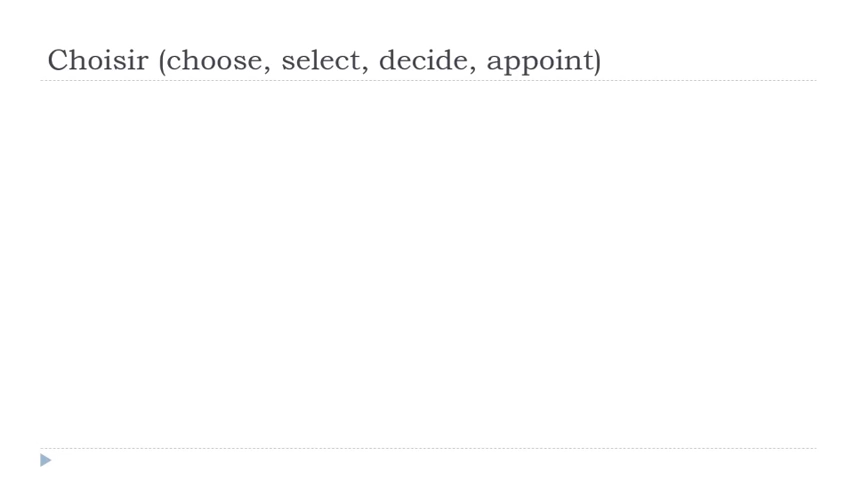 Choisir (choose, select, decide, appoint)